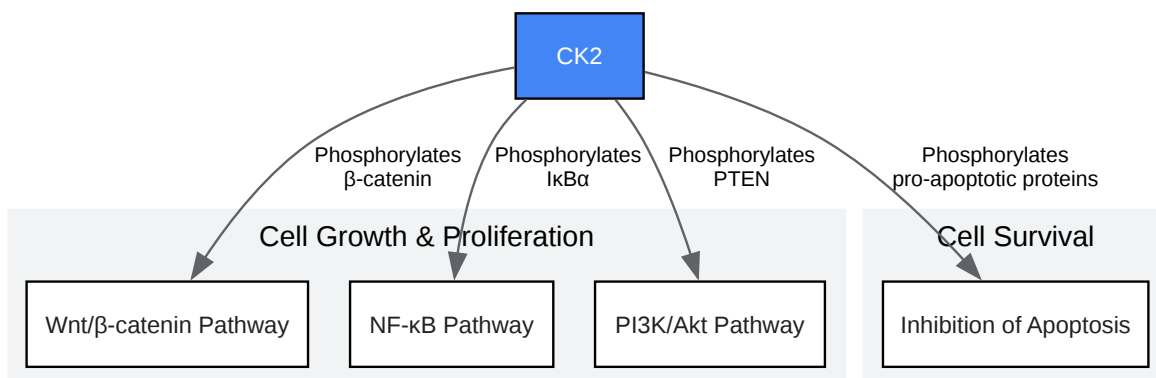 CK2
Phosphorylates
β-catenin
Phosphorylates
IκBα
Phosphorylates
PTEN
Phosphorylates
pro-apoptotic proteins
Cell Growth & Proliferation
Cell Survival
Wnt/β-catenin Pathway
NF-κB Pathway
PI3K/Akt Pathway
Inhibition of Apoptosis